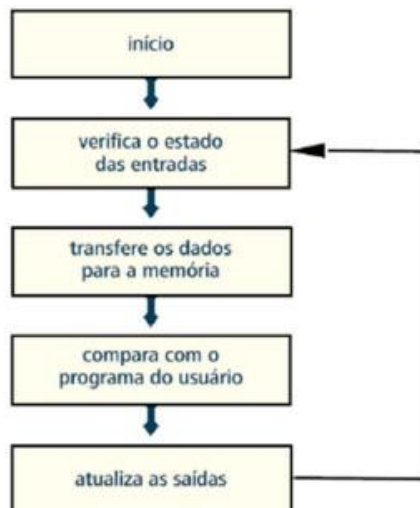 início
verifica o estado
das entradas
transfere os dados
para a memória
compara com o
programa do usuário
atualiza as saídas